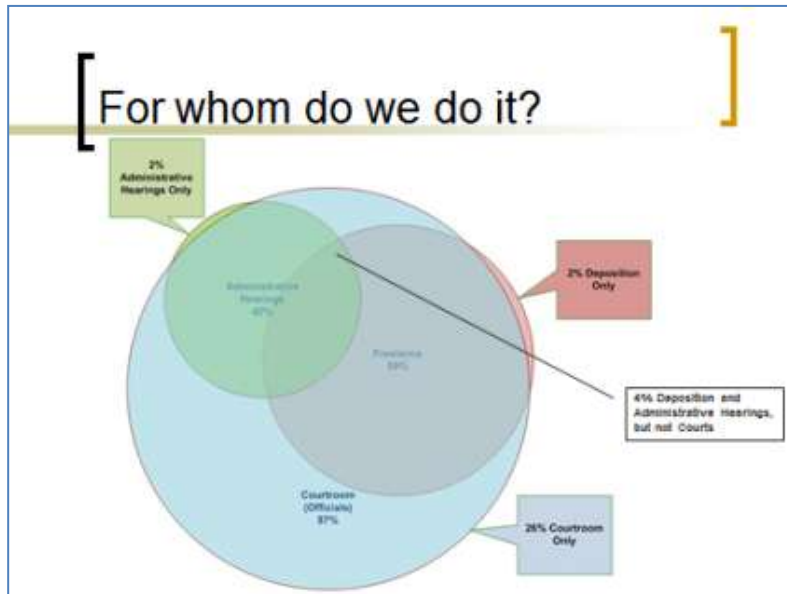 For whom do we do it?
2%
Administrative
Hearings Only
Administrative
Hearings
2% Deposition
Only
Freelance
4% Deposition and
Administrative Hearings,
but not Courts
Courtroom
(Officials)
26% Courtroom
Only